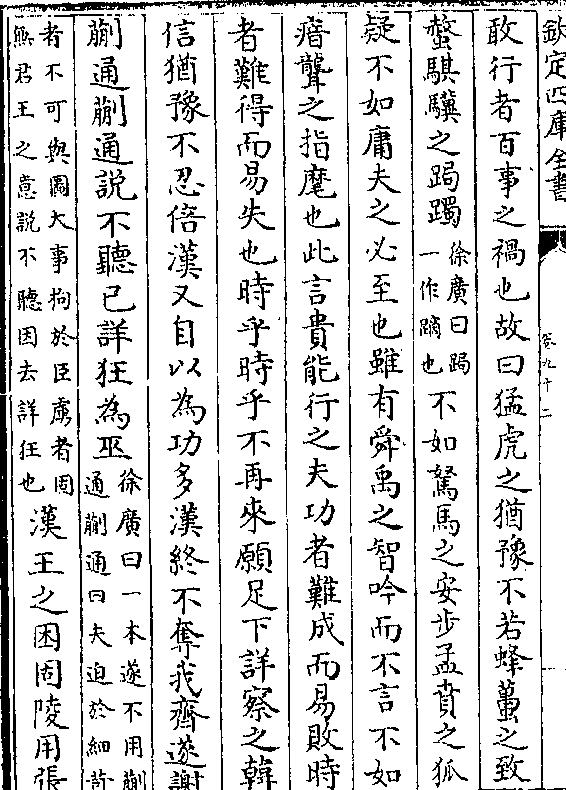 欽定四庫全書
卷九十二
敢行者百事之禍也故曰猛虎之猶豫不若蜂蠆之致
螫騏驥之跼躅徐廣曰跼一作蹢也不如駑馬之安步孟賁之狐
疑不如庸夫之必至也雖有舜禹之智吟而不言不如
瘖聾之指麾也此言貴能行之夫功者難成而易敗時
者難得而易失也時乎時乎不再來願足下詳察之韓
信猶豫不忍倍漢又自以為功多漢終不奪我齊遂謝
蒯通蒯通說不聽已詳狂為巫徐廣曰一本遂不用蒯通蒯通曰夫迫於細苛
者不可與圖大事拘於臣虜者固無君王之意說不聽因去詳狂也漢王之困固陵用張